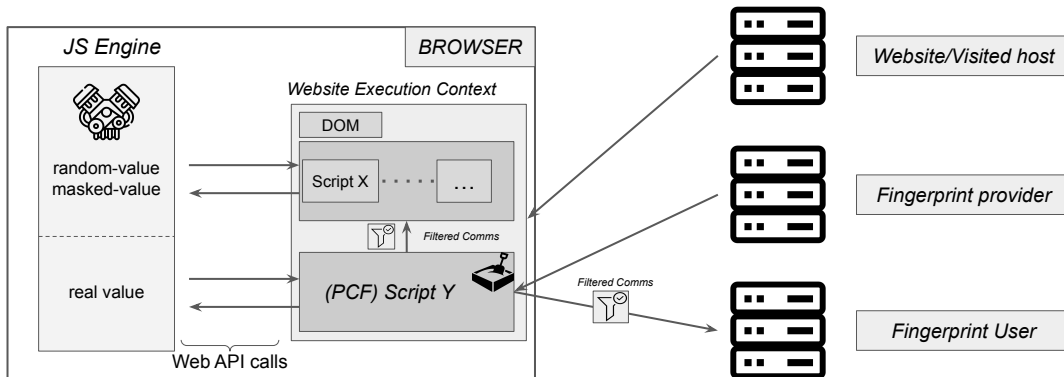 JS Engine
BROWSER
Website Execution Context
DOM
random-value
masked-value
Script X
...
Filtered Comms
real value
(PCF) Script Y
Filtered Comms
Web API calls
Website/Visited host
Fingerprint provider
Fingerprint User